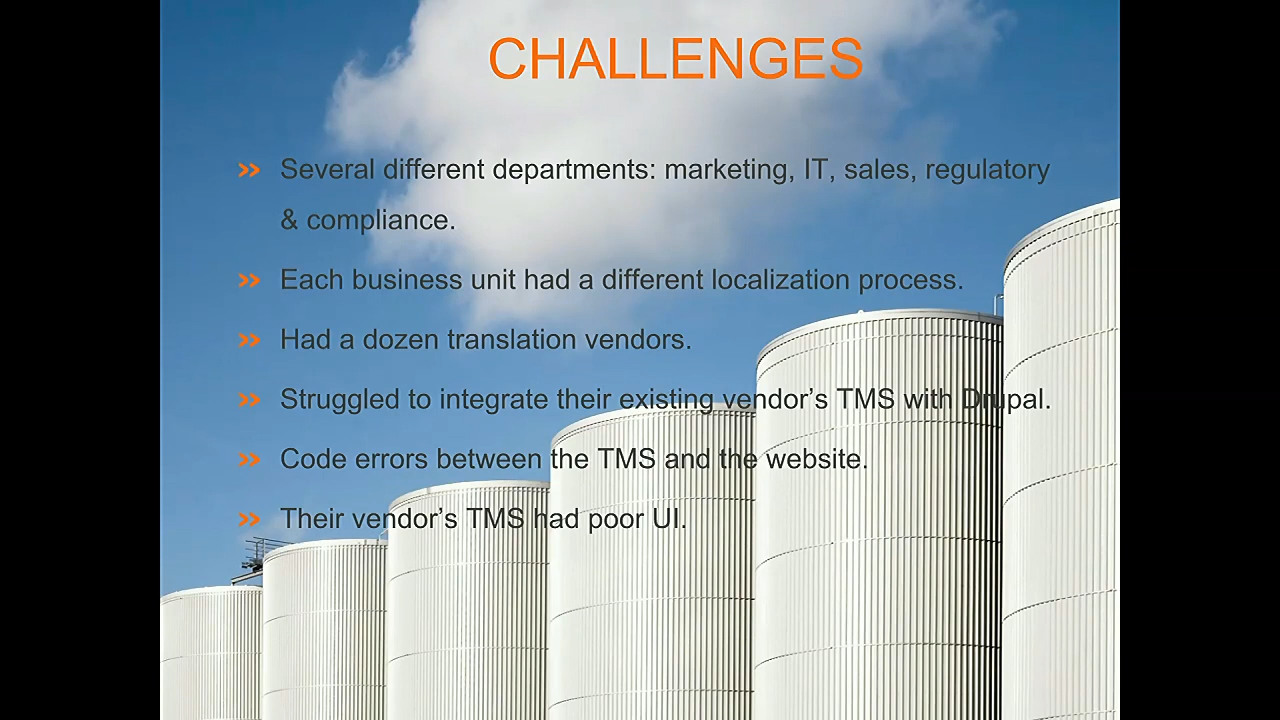 CHALLENGES
» Several different departments: marketing, IT, sales, regulatory
& compliance.
» Each business unit had a different localization process.
» Had a dozen translation vendors.
» Struggled to integrate their existing vendor’s TMS with Drupal.
» Code errors between the TMS and the website.
» Their vendor’s TMS had poor UI.